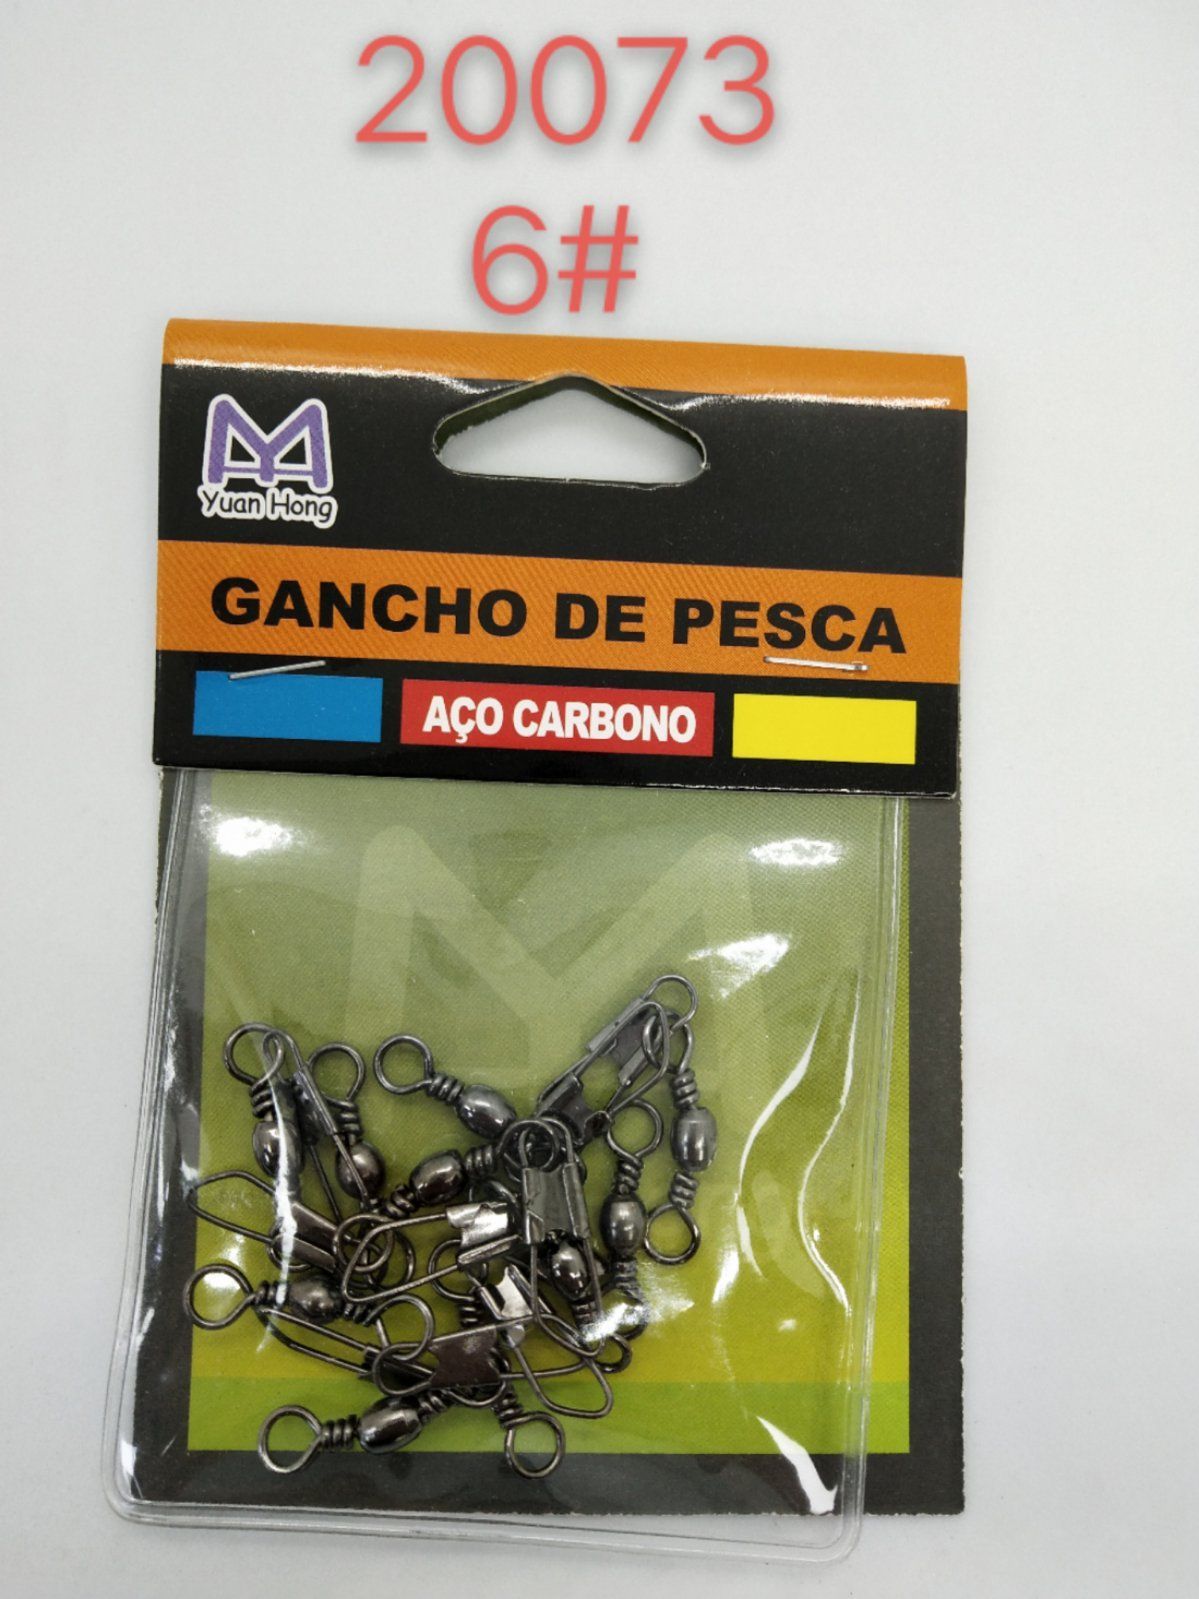 20073
6#
Yuan Hong
GANCHO DE PESCA
AÇO CARBONO